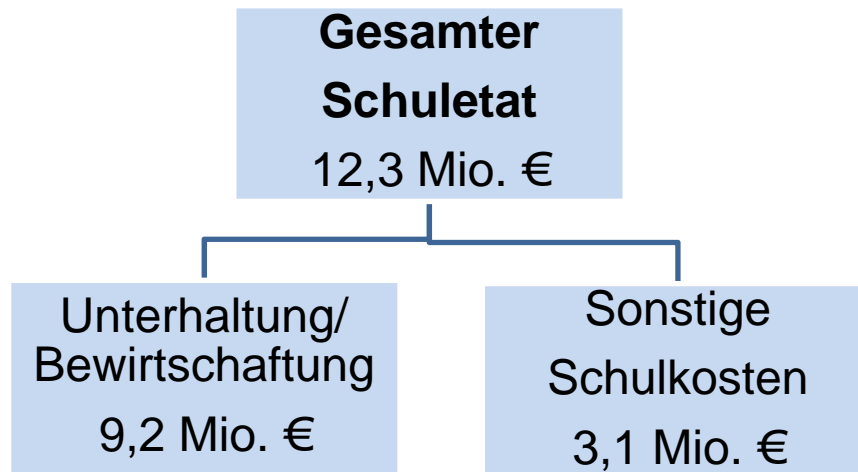 Gesamter
Schuletat
12,3 Mio. €
Unterhaltung/
Bewirtschaftung
9,2 Mio. €
Sonstige
Schulkosten
3,1 Mio. €